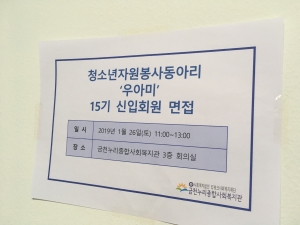 청소년자원봉사동아리
'우아미'
15기 신입회원 면접
일 시 2019년 1월 26일(토) 11:00~13:00
장 소 금천누리종합사회복지관 3층 회의실
금천누리종합사회복지관